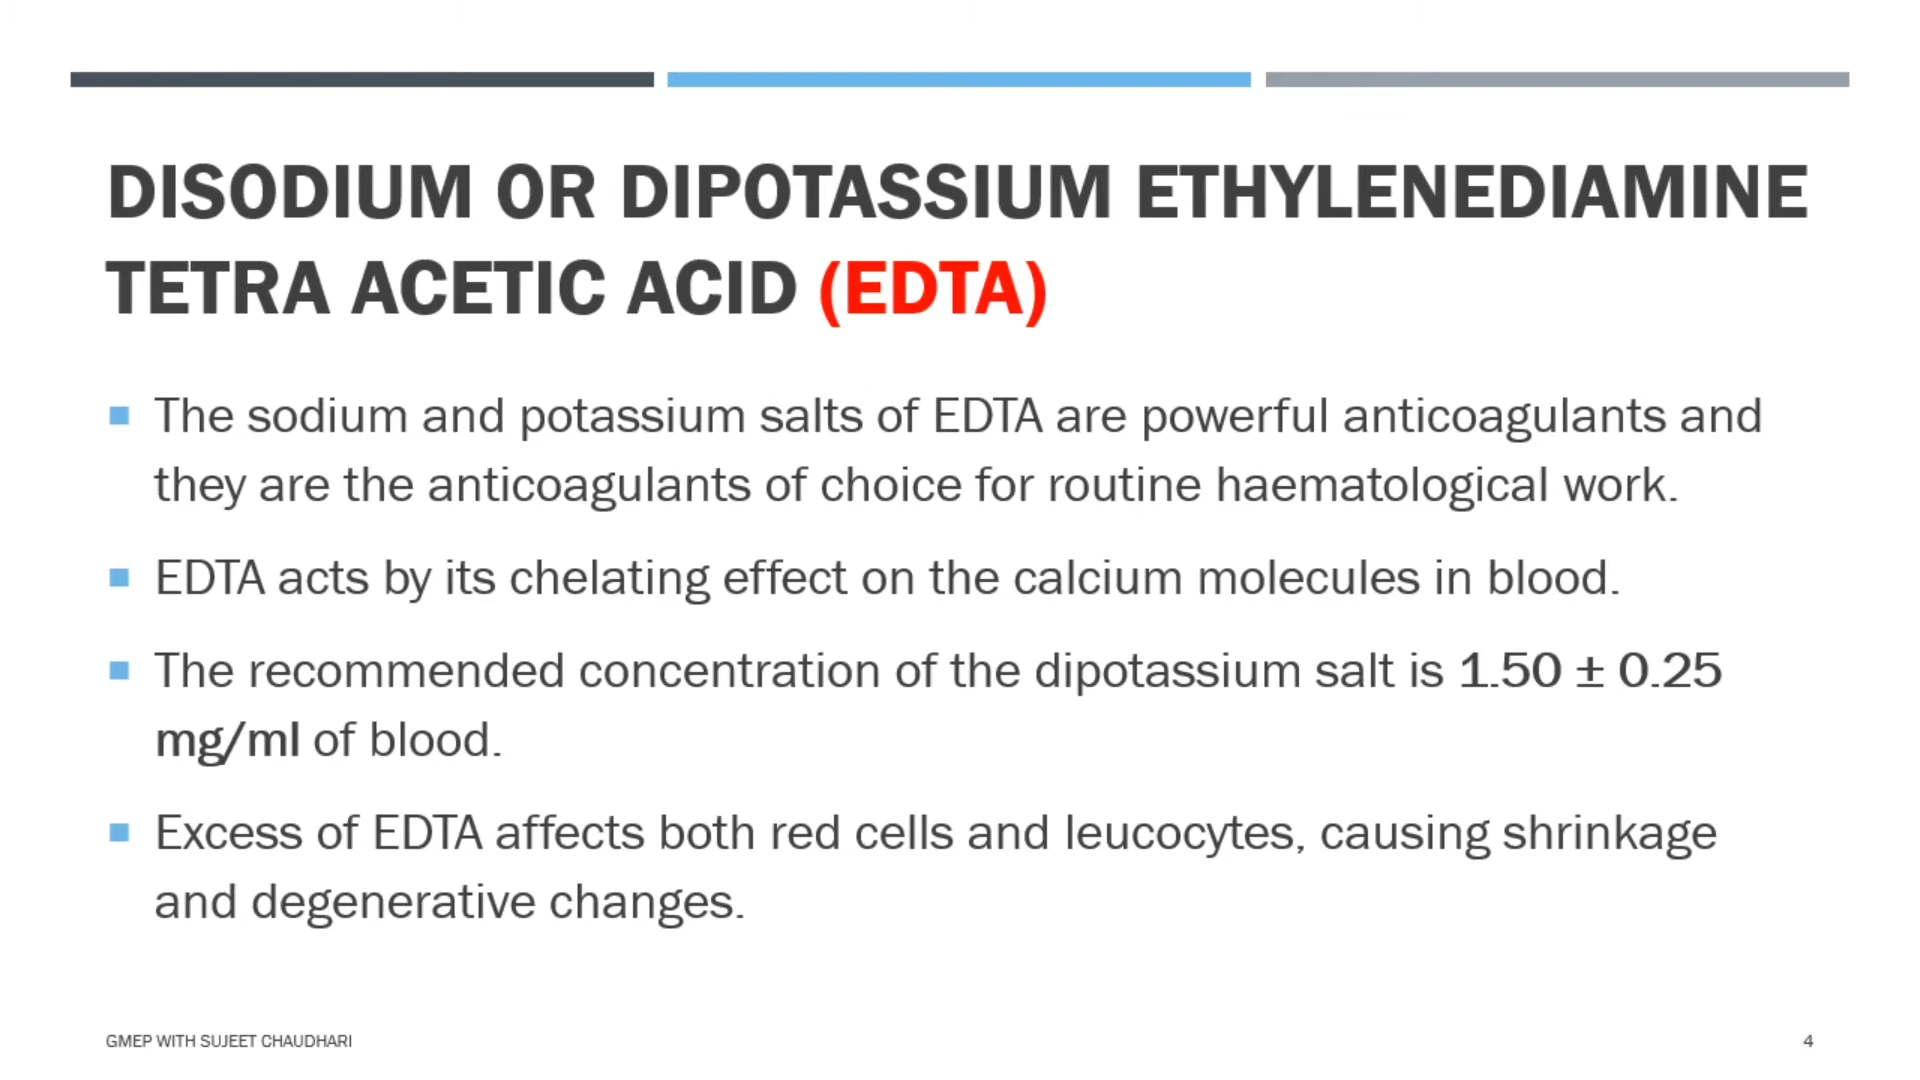 DISODIUM OR DIPOTASSIUM ETHYLENEDIAMINE
TETRA ACETIC ACID (EDTA)
The sodium and potassium salts of EDTA are powerful anticoagulants and
they are the anticoagulants of choice for routine haematological work.
EDTA acts by its chelating effect on the calcium molecules in blood.
The recommended concentration of the dipotassium salt is 1.50 ± 0.25
mg/ml of blood.
Excess of EDTA affects both red cells and leucocytes, causing shrinkage
and degenerative changes.
GMEP WITH SUJEET CHAUDHARI
4